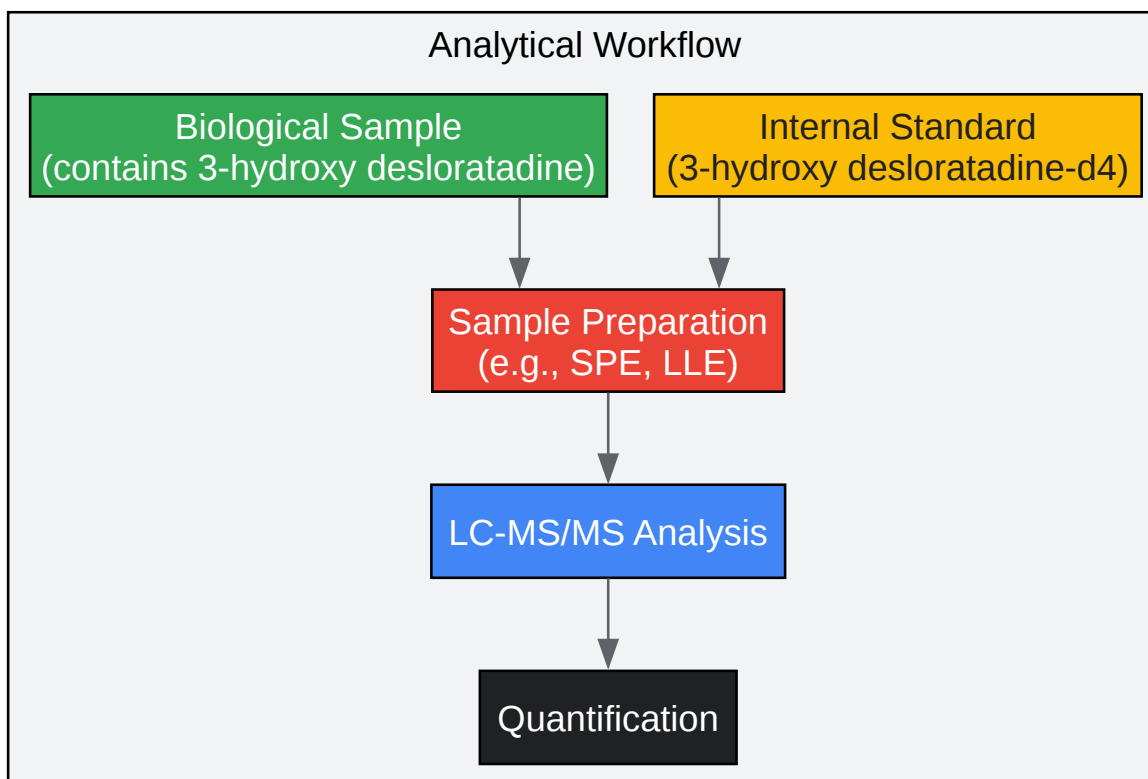 Analytical Workflow
Biological Sample
(contains 3-hydroxy desloratadine)
Internal Standard
(3-hydroxy desloratadine-d4)
Sample Preparation
(e.g., SPE, LLE)
LC-MS/MS Analysis
Quantification